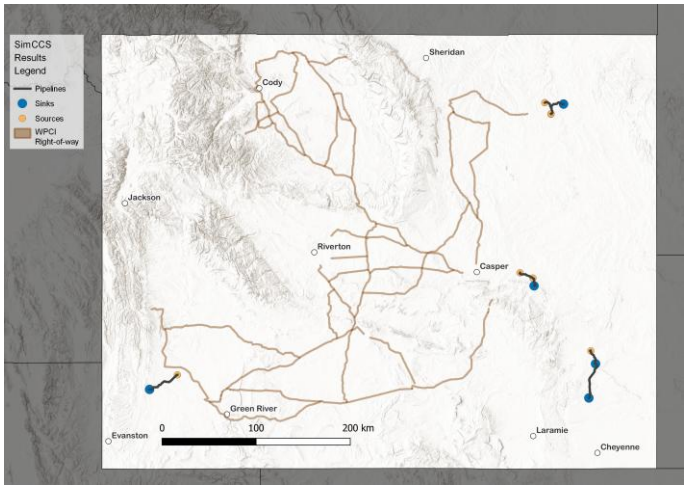 SimCCS
Results
Legend
Pipelines
Sinks
Sources
WPCI
Right-of-way
Sheridan
Cody
Jackson
Riverton
Casper
Green River
0 100 200 km
Evanston
Laramie
Cheyenne